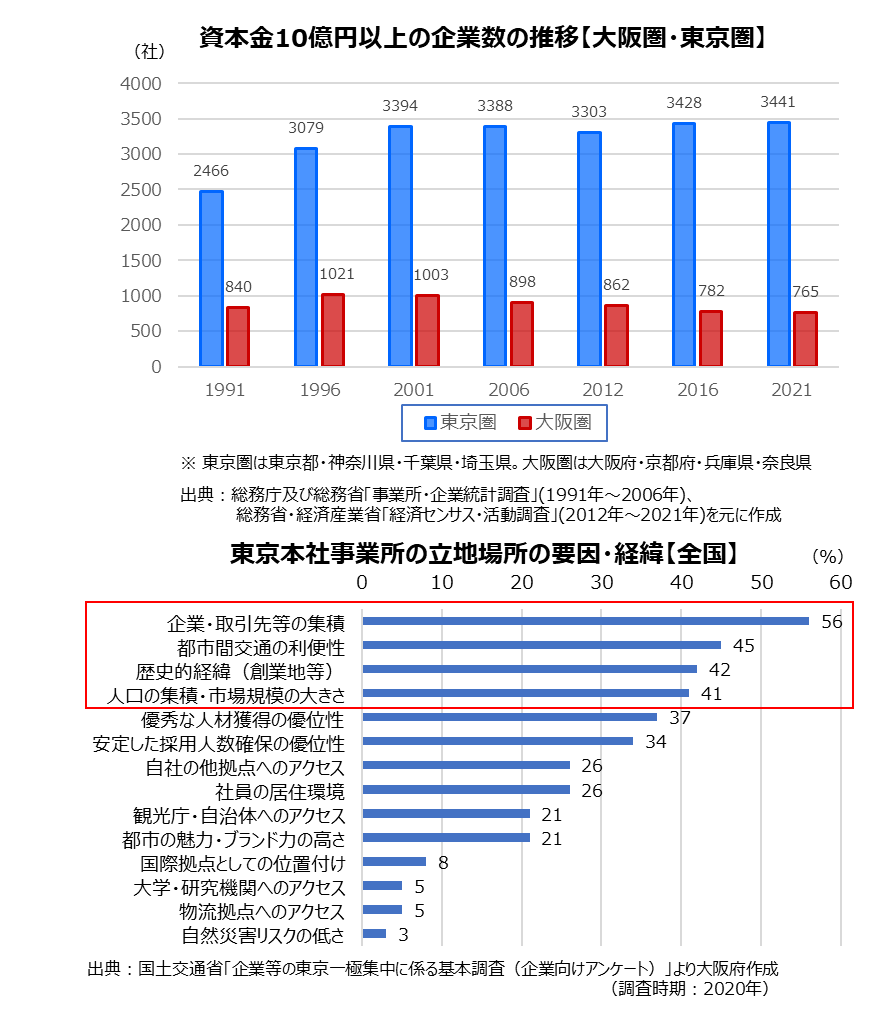 資本金10億円以上の企業数の推移【大阪圏・東京圏】
（社）
4000
3500
3000
2500
2000
1500
1000
500
0
2466
840
3079
1021
3394
1003
3388
898
3303
862
3428
782
3441
765
1991 1996 2001 2006 2012 2016 2021
東京圏 大阪圏
※ 東京圏は東京都・神奈川県・千葉県・埼玉県。大阪圏は大阪府・京都府・兵庫県・奈良県
出典：総務庁及び総務省「事業所・企業統計調査」(1991年～2006年)、
総務省・経済産業省「経済センサス・活動調査」(2012年～2021年)を元に作成
東京本社事業所の立地場所の要因・経緯【全国】
（％）
0 10 20 30 40 50 60
企業・取引先等の集積 56
都市間交通の利便性 45
歴史的経緯（創業地等） 42
人口の集積・市場規模の大きさ 41
優秀な人材獲得の優位性 37
安定した採用人数確保の優位性 34
自社の他拠点へのアクセス 26
社員の居住環境 26
観光庁・自治体へのアクセス 21
都市の魅力・ブランド力の高さ 21
国際拠点としての位置付け 8
大学・研究機関へのアクセス 5
物流拠点へのアクセス 5
自然災害リスクの低さ 3
出典：国土交通省「企業等の東京一極集中に係る基本調査（企業向けアンケート）」より大阪府作成
（調査時期：2020年）